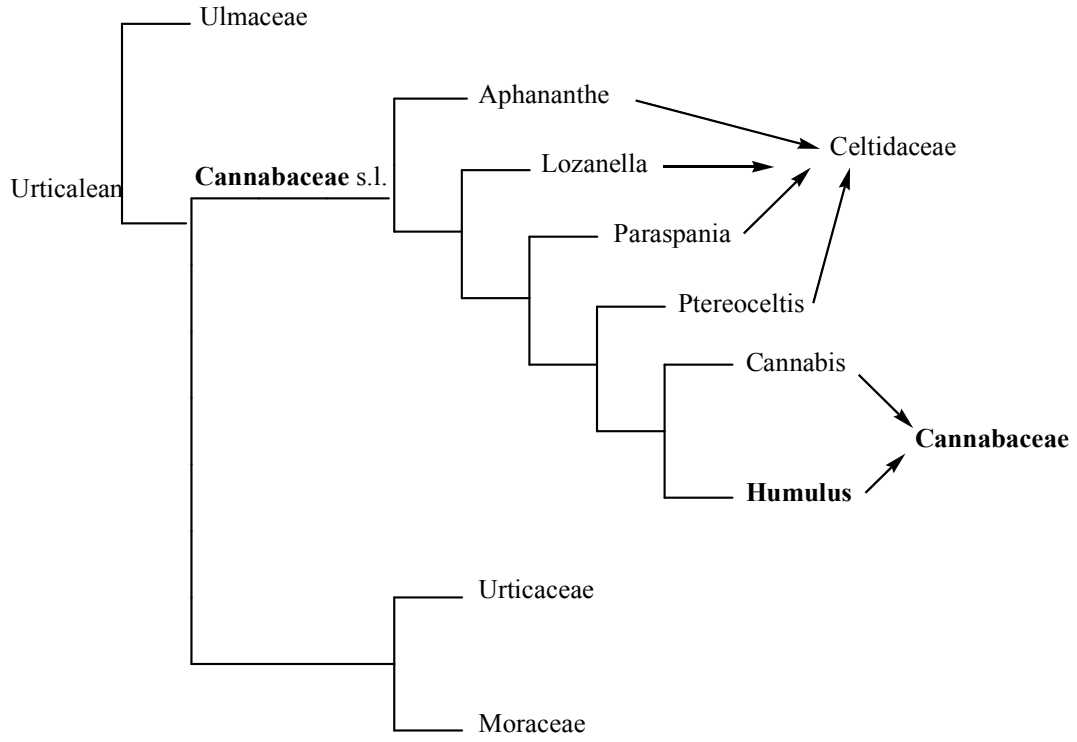 Ulmaceae
Aphananthe
Celtidaceae
Lozanella
Cannabaceae s.l.
Urticalean
Paraspania
Ptereoceltis
Cannabis
Cannabaceae
Humulus
Urticaceae
Moraceae